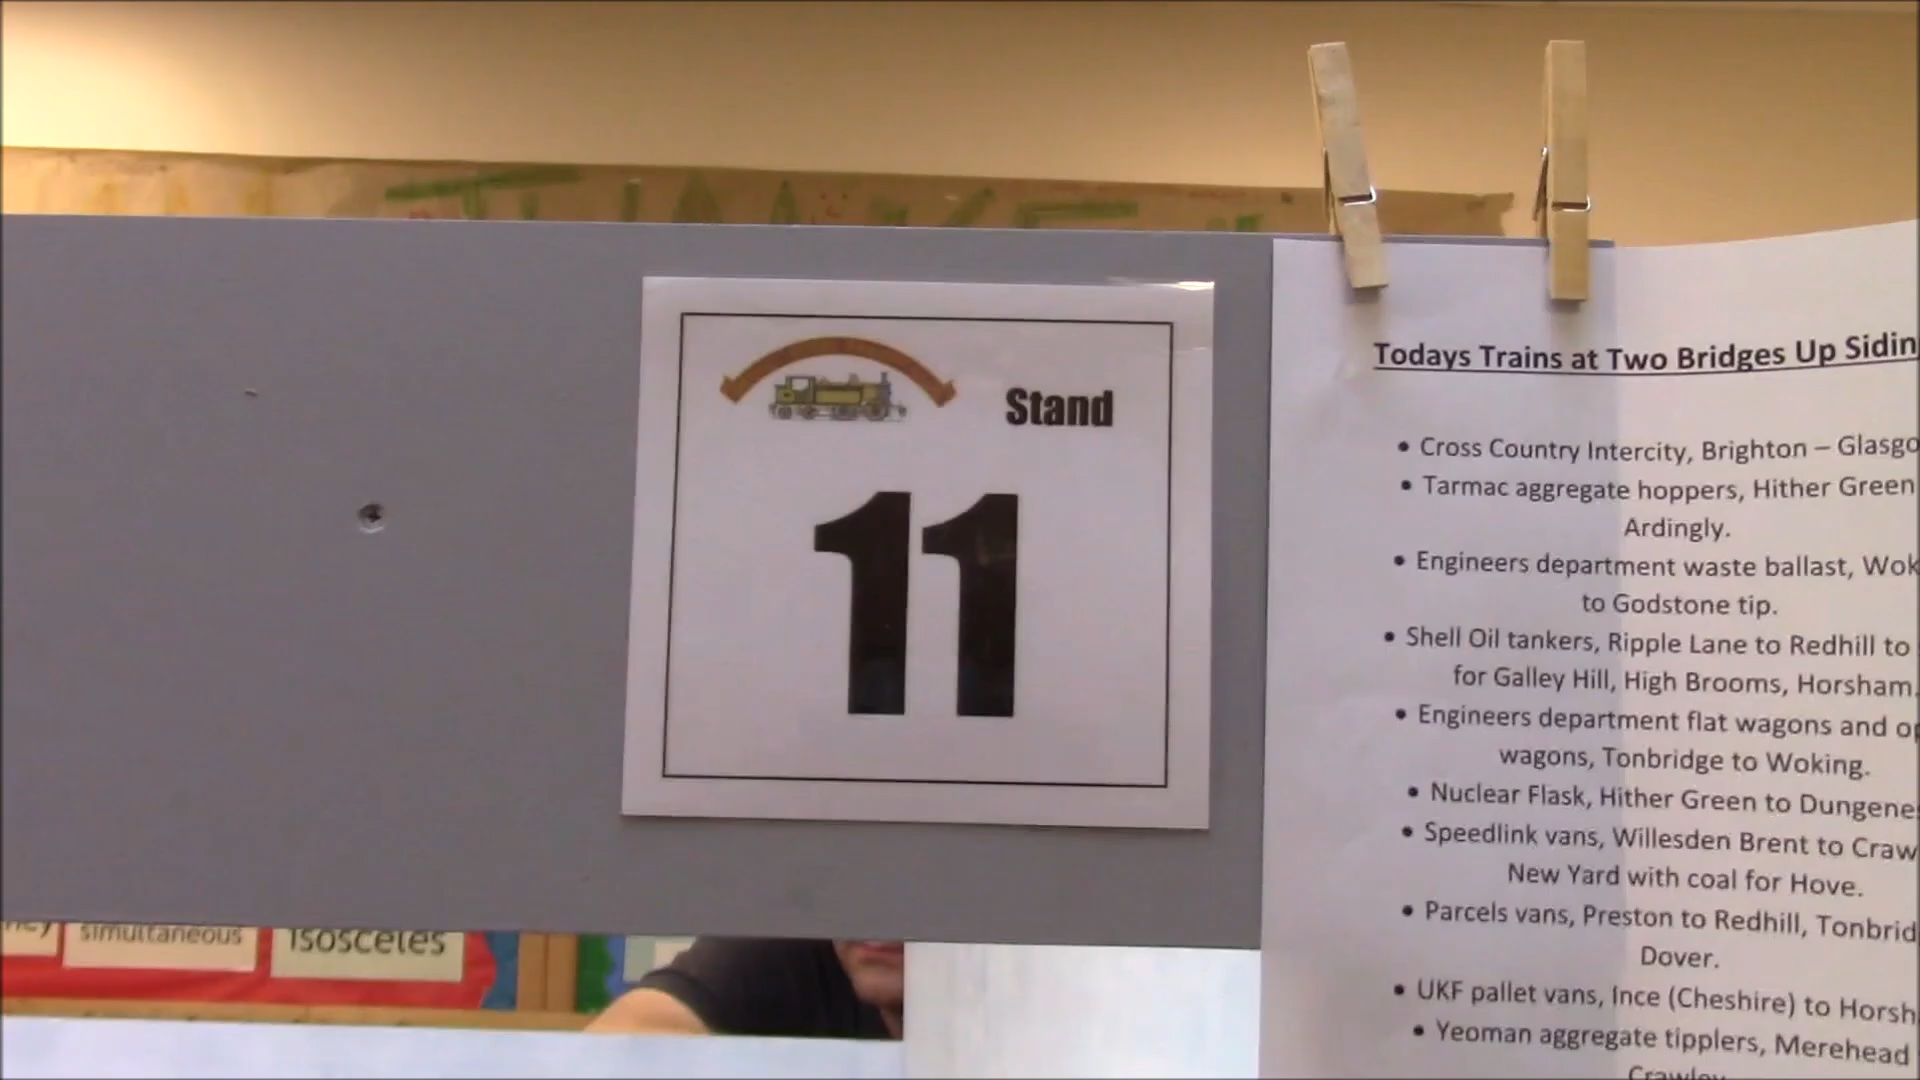 Stand
11
Todays Trains at Two Bridges Up Sidin
• Cross Country Intercity, Brighton – Glasgo
• Tarmac aggregate hoppers, Hither Green
Ardingly.
• Engineers department waste ballast, Wok
to Godstone tip.
• Shell Oil tankers, Ripple Lane to Redhill to
for Galley Hill, High Brooms, Horsham.
• Engineers department flat wagons and op
wagons, Tonbridge to Woking.
• Nuclear Flask, Hither Green to Dungene
• Speedlink vans, Willesden Brent to Craw
New Yard with coal for Hove.
• Parcels vans, Preston to Redhill, Tonbrid
Dover.
• UKF pallet vans, Ince (Cheshire) to Horsh
• Yeoman aggregate tipplers, Merehead
Crawley
simultaneous
isosceles